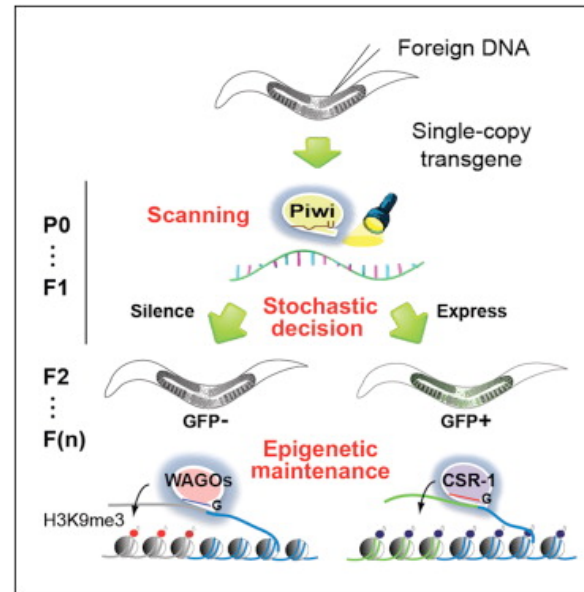 Foreign DNA
Single-copy
transgene
Scanning
Piwi
U
P0
F1
Silence
Stochastic
decision
Express
F2
F(n)
GFP-
GFP+
Epigenetic
maintenance
WAGOs
G
CSR-1
G
H3K9me3